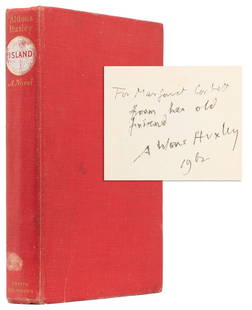 Aldous
Huxley
ISLAND
A Novel
For Margaret Corbett
from her old
friend
Aldous Huxley
1962